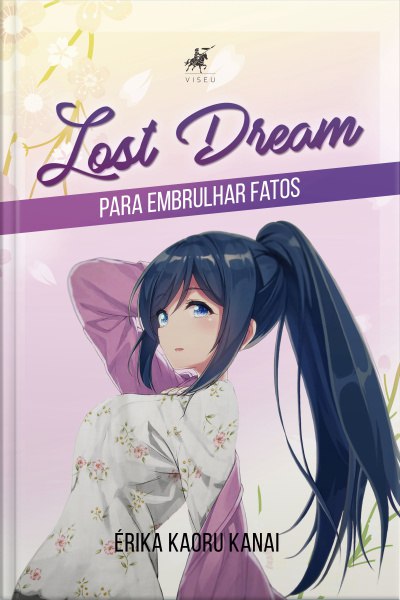 VISEU
Lost Dream
PARA EMBRULHAR FATOS
ÉRIKA KAORU KANAI